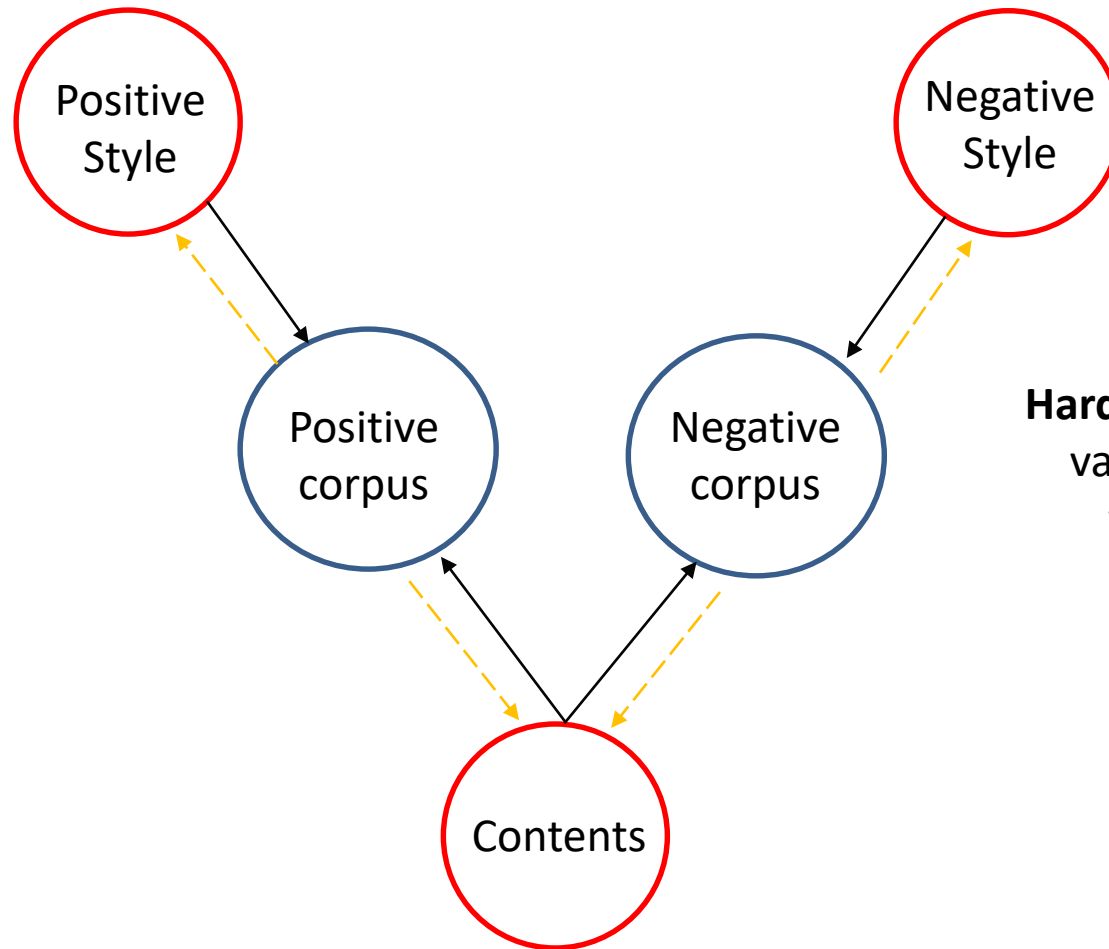 Positive
Style
Negative
Style
Positive
corpus
Negative
corpus
Contents